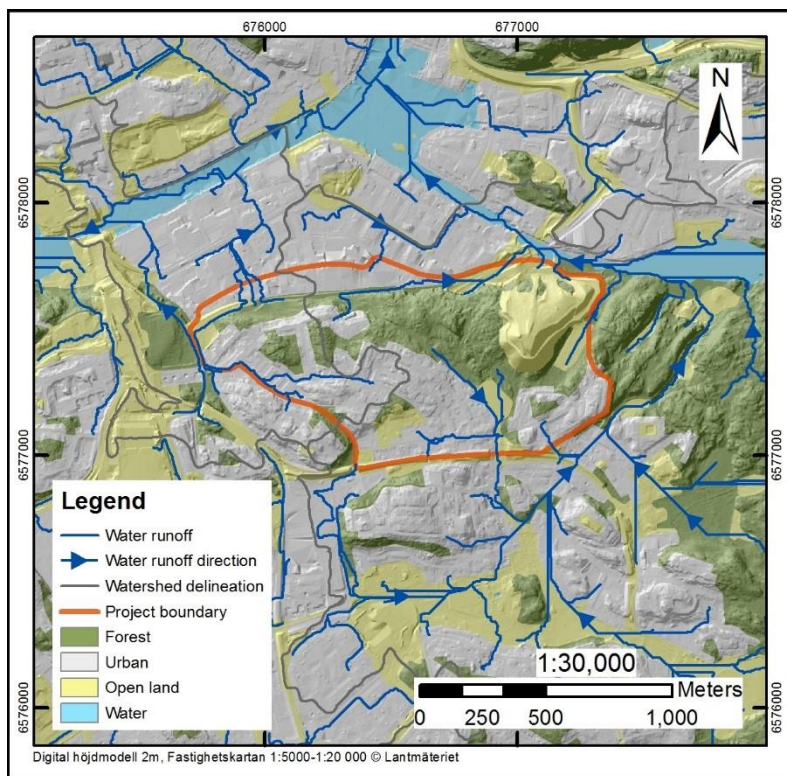 676000 677000
N
6578000 6578000
6577000 6577000
Legend
Water runoff
Water runoff direction
Watershed delineation
Project boundary
Forest
Urban
Open land
Water
1:30,000
Meters
0 250 500 1,000
6576000 6576000
Digital höjdmodell 2m, Fastighetskartan 1:5000-1:20 000 © Lantmäteriet